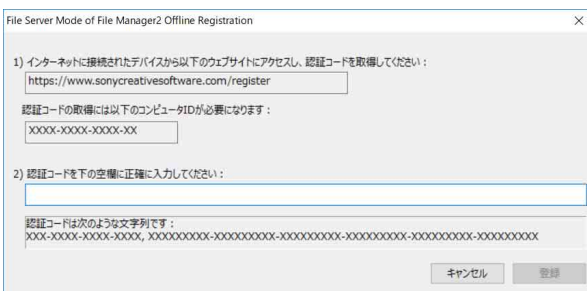 File Server Mode of File Manager2 Offline Registration
1) インターネットに接続されたデバイスから以下のウェブサイトにアクセスし、認証コードを取得してください：
https://www.sonycreativesoftware.com/register
認証コードの取得には以下のコンピュータIDが必要になります：
XXXX-XXXX-XXXX-XX
2) 認証コードを下の空欄に正確に入力してください：
認証コードは次のような文字列です：
XXX-XXXX-XXXX-XXXX, XXXXXXXXX-XXXXXXXXX-XXXXXXXXX-XXXXXXXXX-XXXXXXXXX-XXXXXXXXX
キャンセル 登録